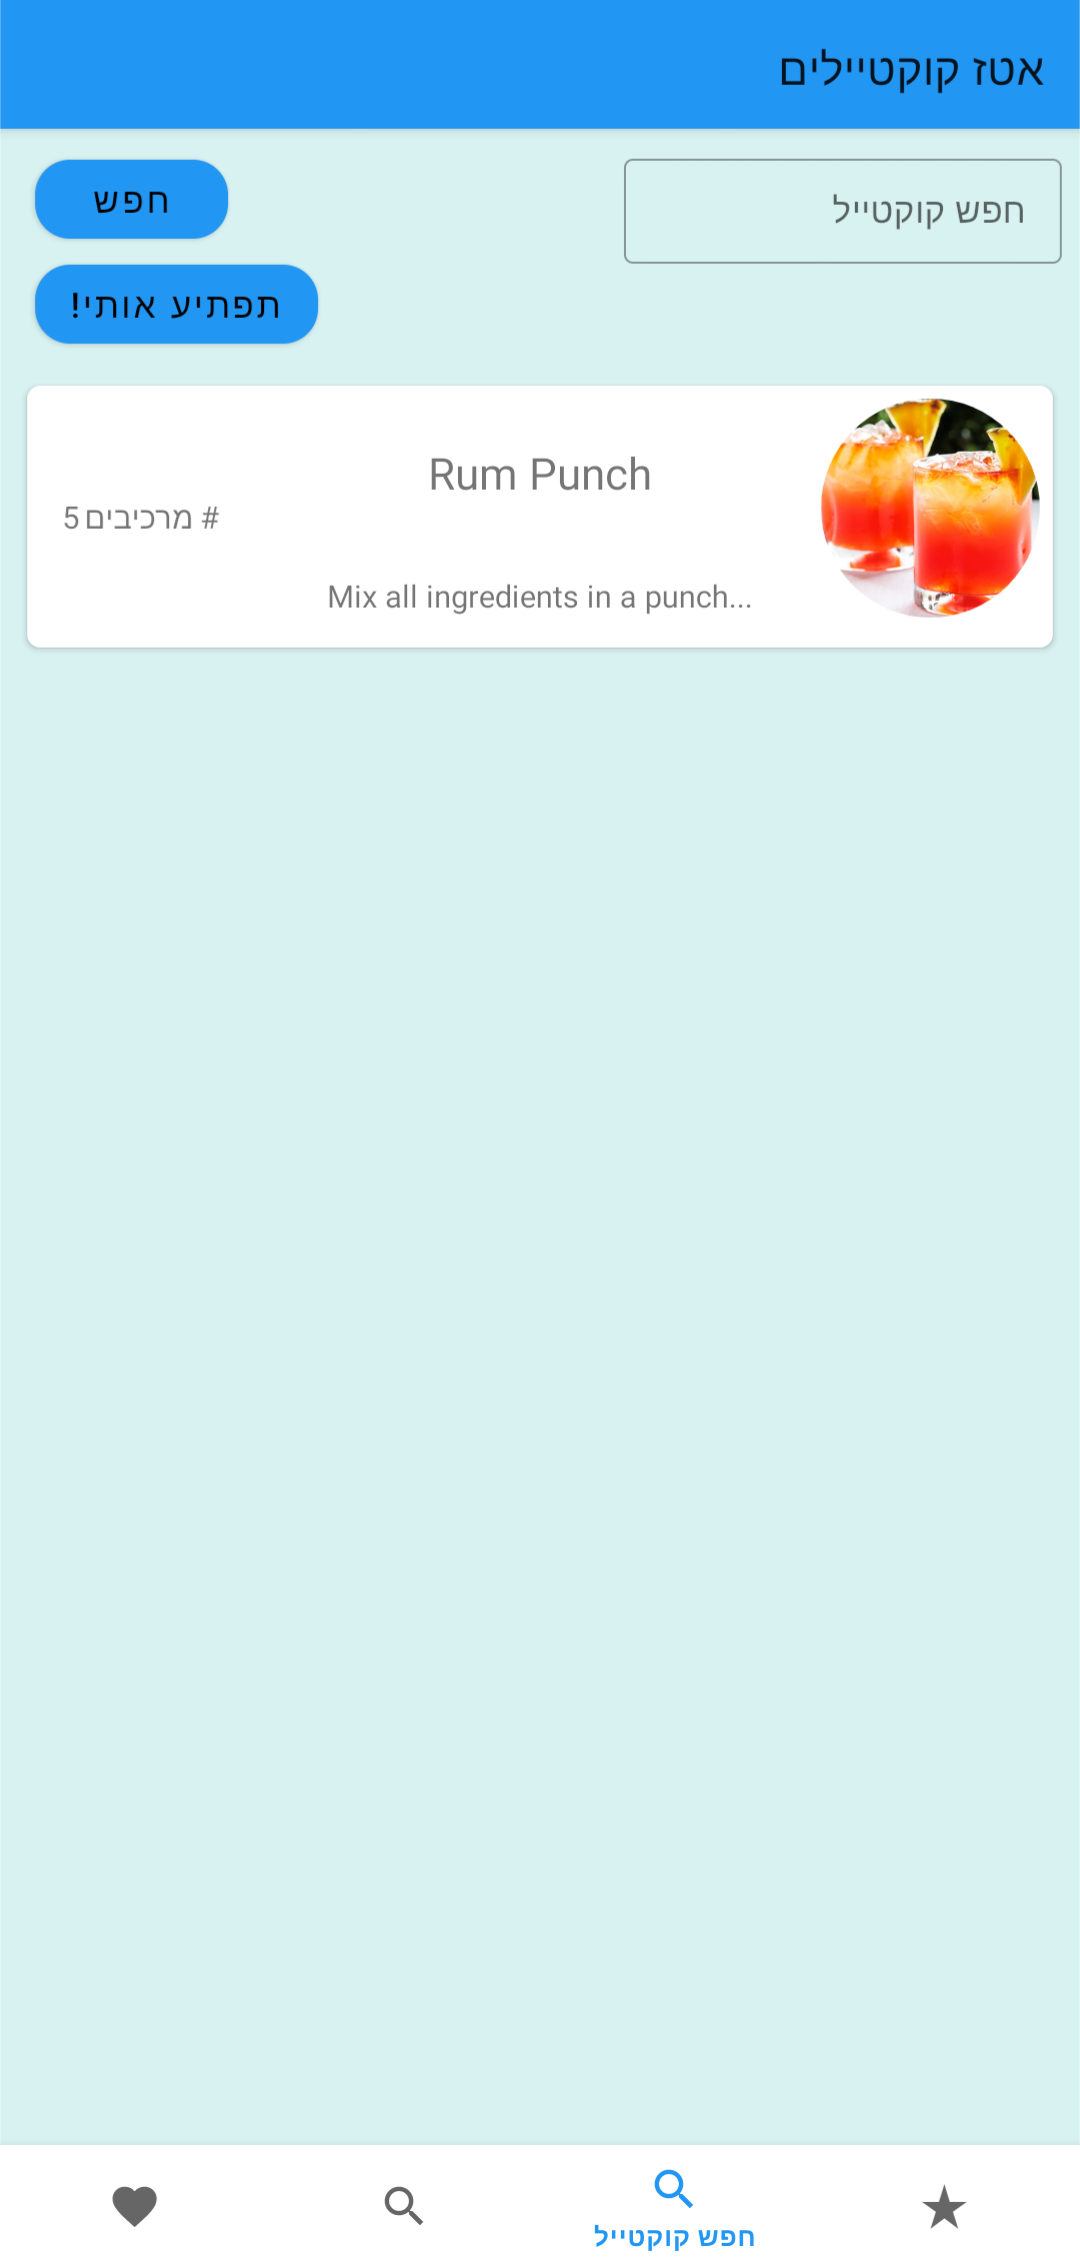 אטז קוקטיילים
חפש קוקטייל
חפש
תפתיע אותי!
Rum Punch
# מרכיבים 5
Mix all ingredients in a punch...
חפש קוקטייל